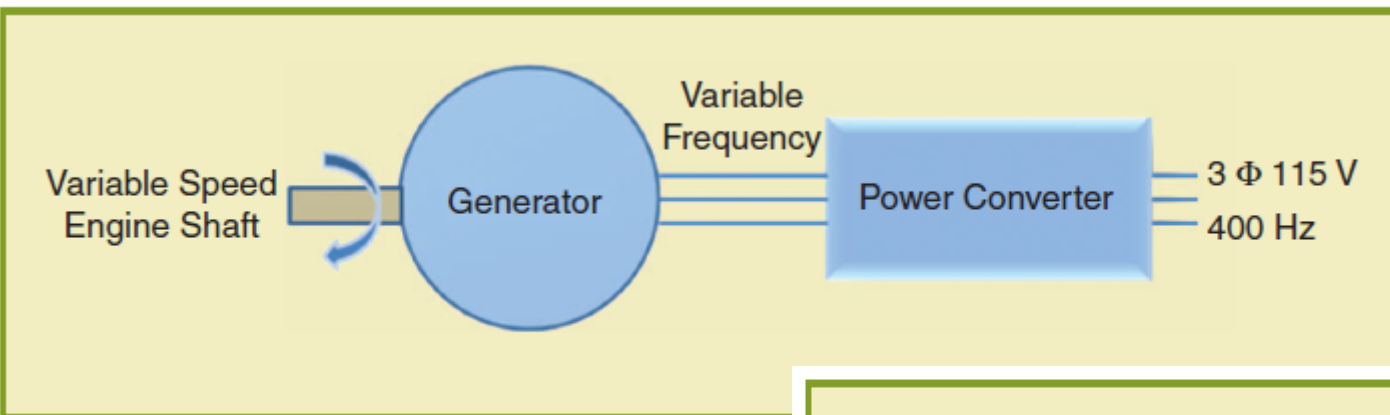 Variable Speed
Engine Shaft
Generator
Variable
Frequency
Power Converter
3 Φ 115 V
400 Hz